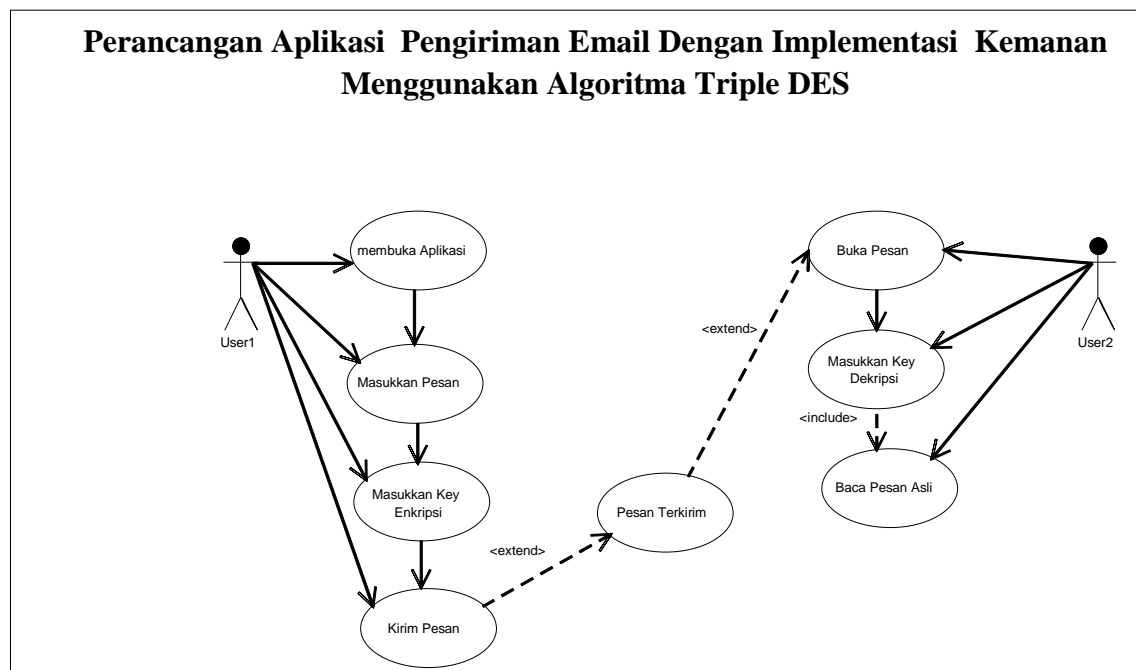 Perancangan Aplikasi Pengiriman Email Dengan Implementasi Kemanan
Menggunakan Algoritma Triple DES
membuka Aplikasi
Buka Pesan
User1
<extend>
User2
Masukkan Pesan
Masukkan Key
Dekripsi
<include>
Masukkan Key
Enkripsi
Baca Pesan Asli
Pesan Terkirim
<extend>
Kirim Pesan